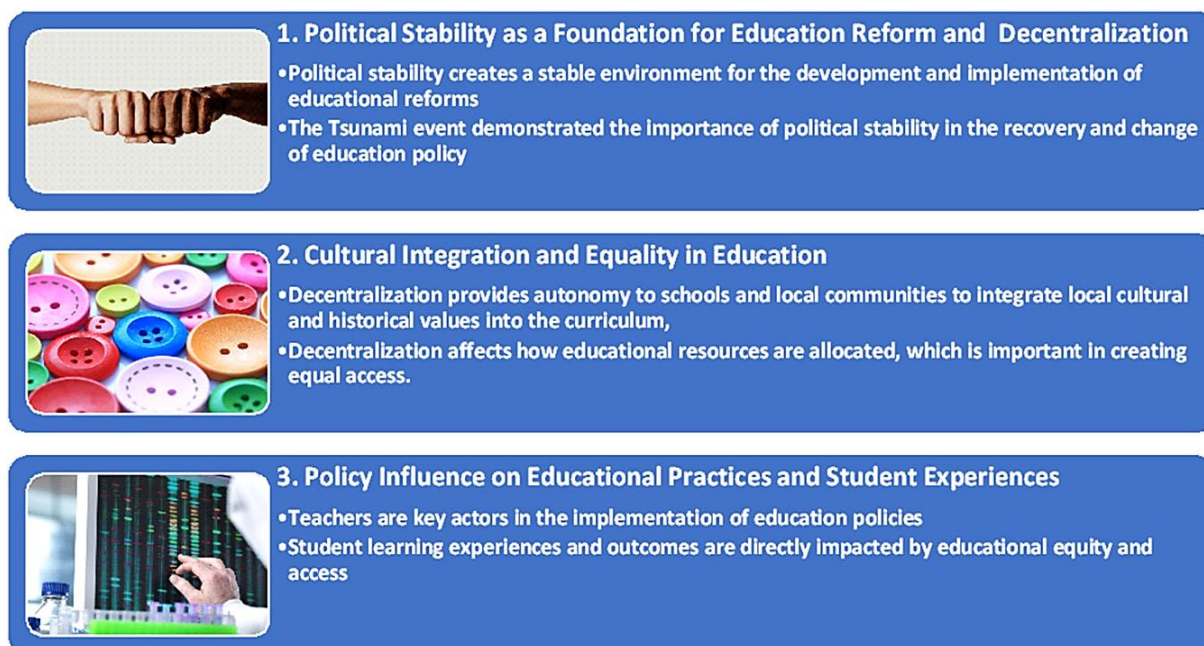 1. Political Stability as a Foundation for Education Reform and Decentralization
•Political stability creates a stable environment for the development and implementation of
educational reforms
•The Tsunami event demonstrated the importance of political stability in the recovery and change
of education policy
2. Cultural Integration and Equality in Education
•Decentralization provides autonomy to schools and local communities to integrate local cultural
and historical values into the curriculum,
•Decentralization affects how educational resources are allocated, which is important in creating
equal access.
3. Policy Influence on Educational Practices and Student Experiences
•Teachers are key actors in the implementation of education policies
•Student learning experiences and outcomes are directly impacted by educational equity and
access